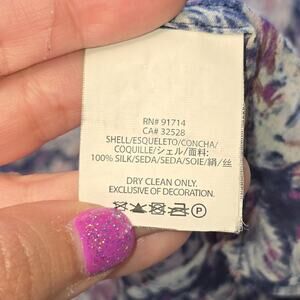 RN# 91714
CA# 32528
SHELL/ESQUELETO/CONCHA/
COQUILLE/シェル/面料:
100% SILK/SEDA/SEDA/SOIE/絹/丝
DRY CLEAN ONLY.
EXCLUSIVE OF DECORATION.
P